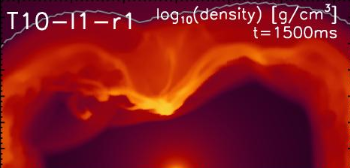 T10-l1-r1
log₁₀(density) [g/cm³]
t=1500ms